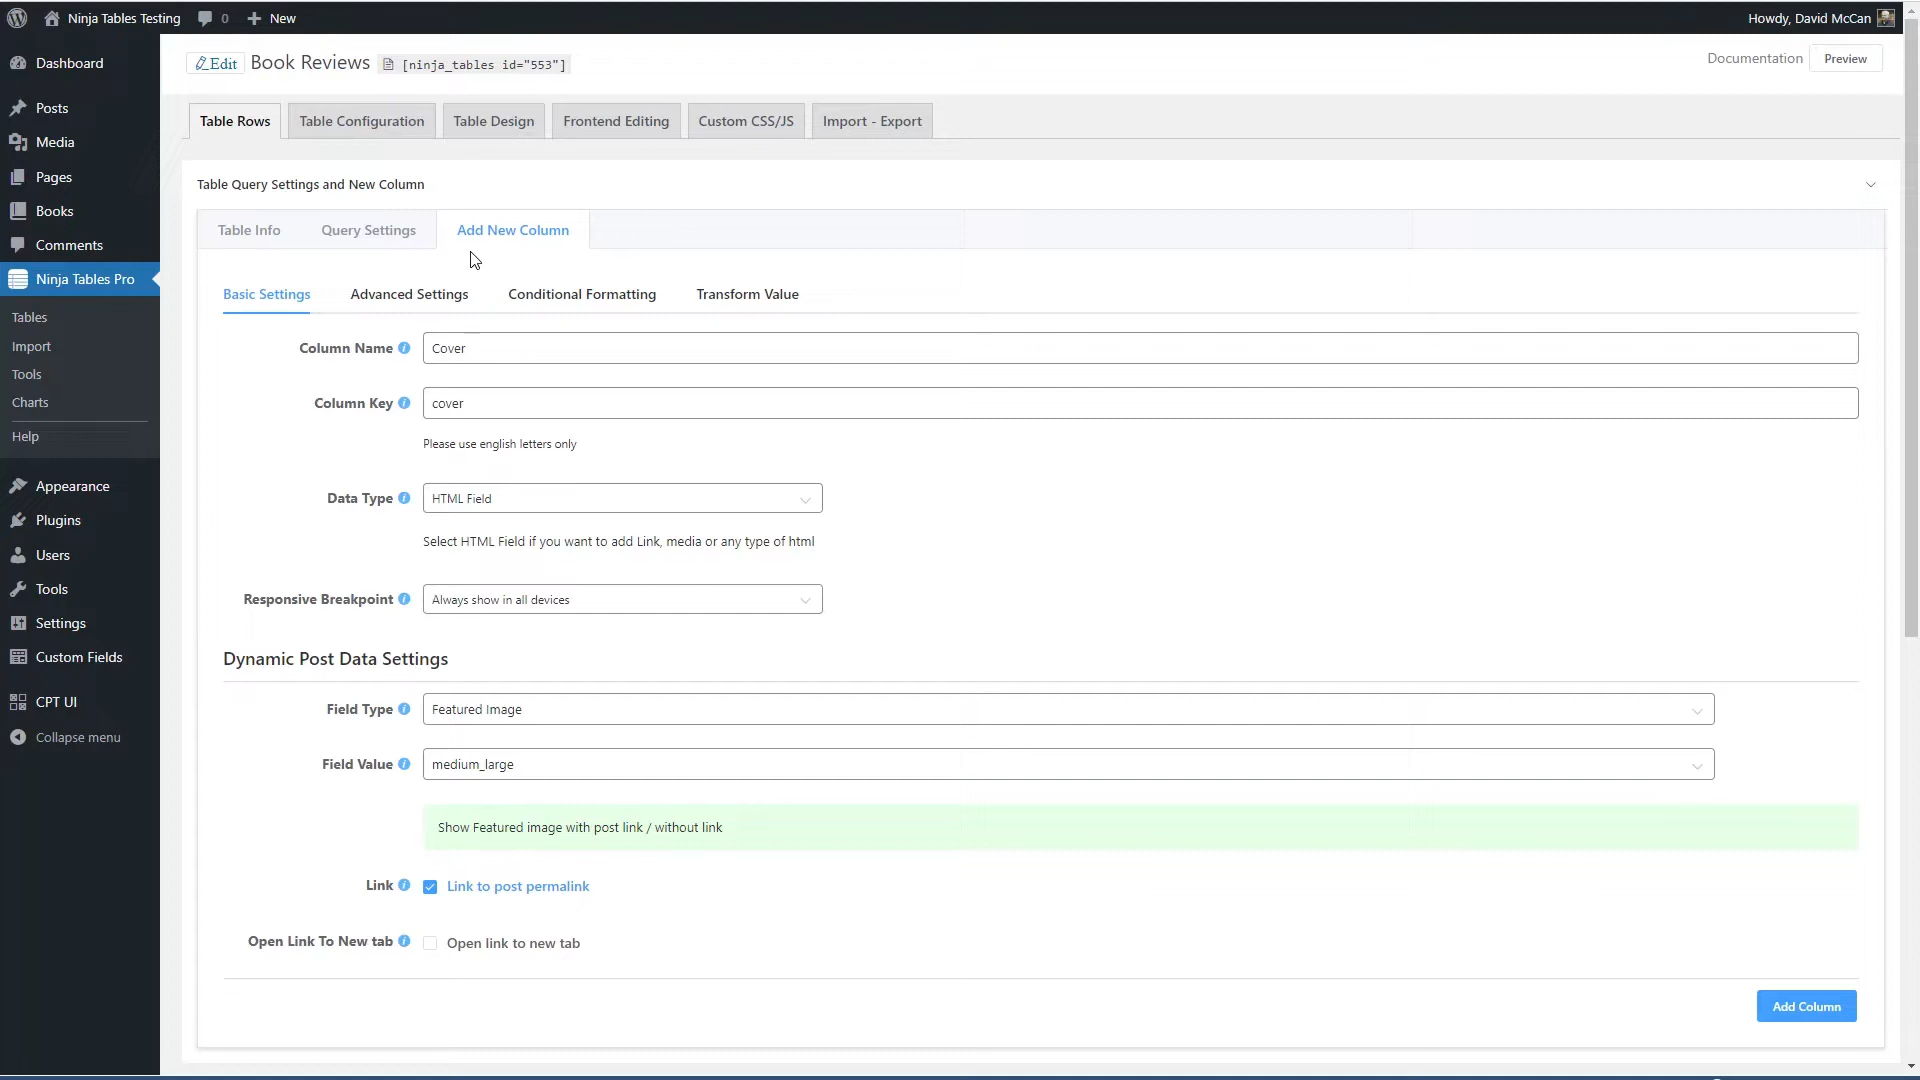 Ninja Tables Testing 0 New Howdy, David McCan
Dashboard
Posts
Media
Pages
Books
Comments
Ninja Tables Pro
Tables
Import
Tools
Charts
Help
Appearance
Plugins
Users
Tools
Settings
Custom Fields
CPT UI
Collapse menu
Edit Book Reviews [ninja_tables id="553"] Documentation Preview
Table Rows Table Configuration Table Design Frontend Editing Custom CSS/JS Import - Export
Table Query Settings and New Column
Table Info Query Settings Add New Column
Basic Settings Advanced Settings Conditional Formatting Transform Value
Column Name Cover
Column Key cover
Please use english letters only
Data Type HTML Field
Select HTML Field if you want to add Link, media or any type of html
Responsive Breakpoint Always show in all devices
Dynamic Post Data Settings
Field Type Featured Image
Field Value medium_large
Show Featured image with post link / without link
Link Link to post permalink
Open Link To New tab Open link to new tab
Add Column